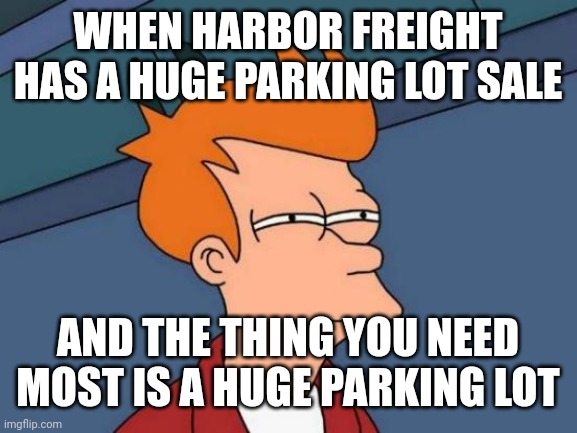 WHEN HARBOR FREIGHT
HAS A HUGE PARKING LOT SALE
AND THE THING YOU NEED
MOST IS A HUGE PARKING LOT
imgflip.com